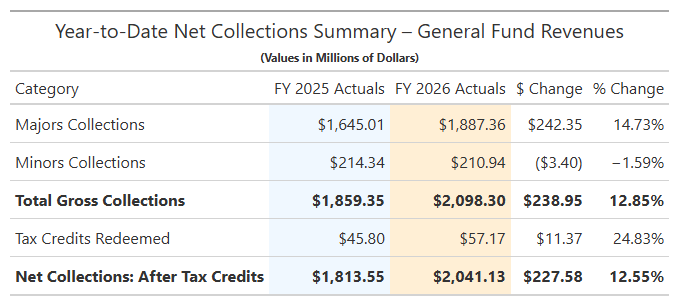 Year-to-Date Net Collections Summary – General Fund Revenues
(Values in Millions of Dollars)
Category FY 2025 Actuals FY 2026 Actuals $ Change % Change
Majors Collections $1,645.01 $1,887.36 $242.35 14.73%
Minors Collections $214.34 $210.94 ($3.40) −1.59%
Total Gross Collections $1,859.35 $2,098.30 $238.95 12.85%
Tax Credits Redeemed $45.80 $57.17 $11.37 24.83%
Net Collections: After Tax Credits $1,813.55 $2,041.13 $227.58 12.55%